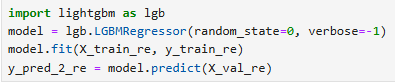 import lightgbm as lgb
model = lgb.LGBMRegressor(random_state=0, verbose=-1)
model.fit(X_train_re, y_train_re)
y_pred_2_re = model.predict(X_val_re)